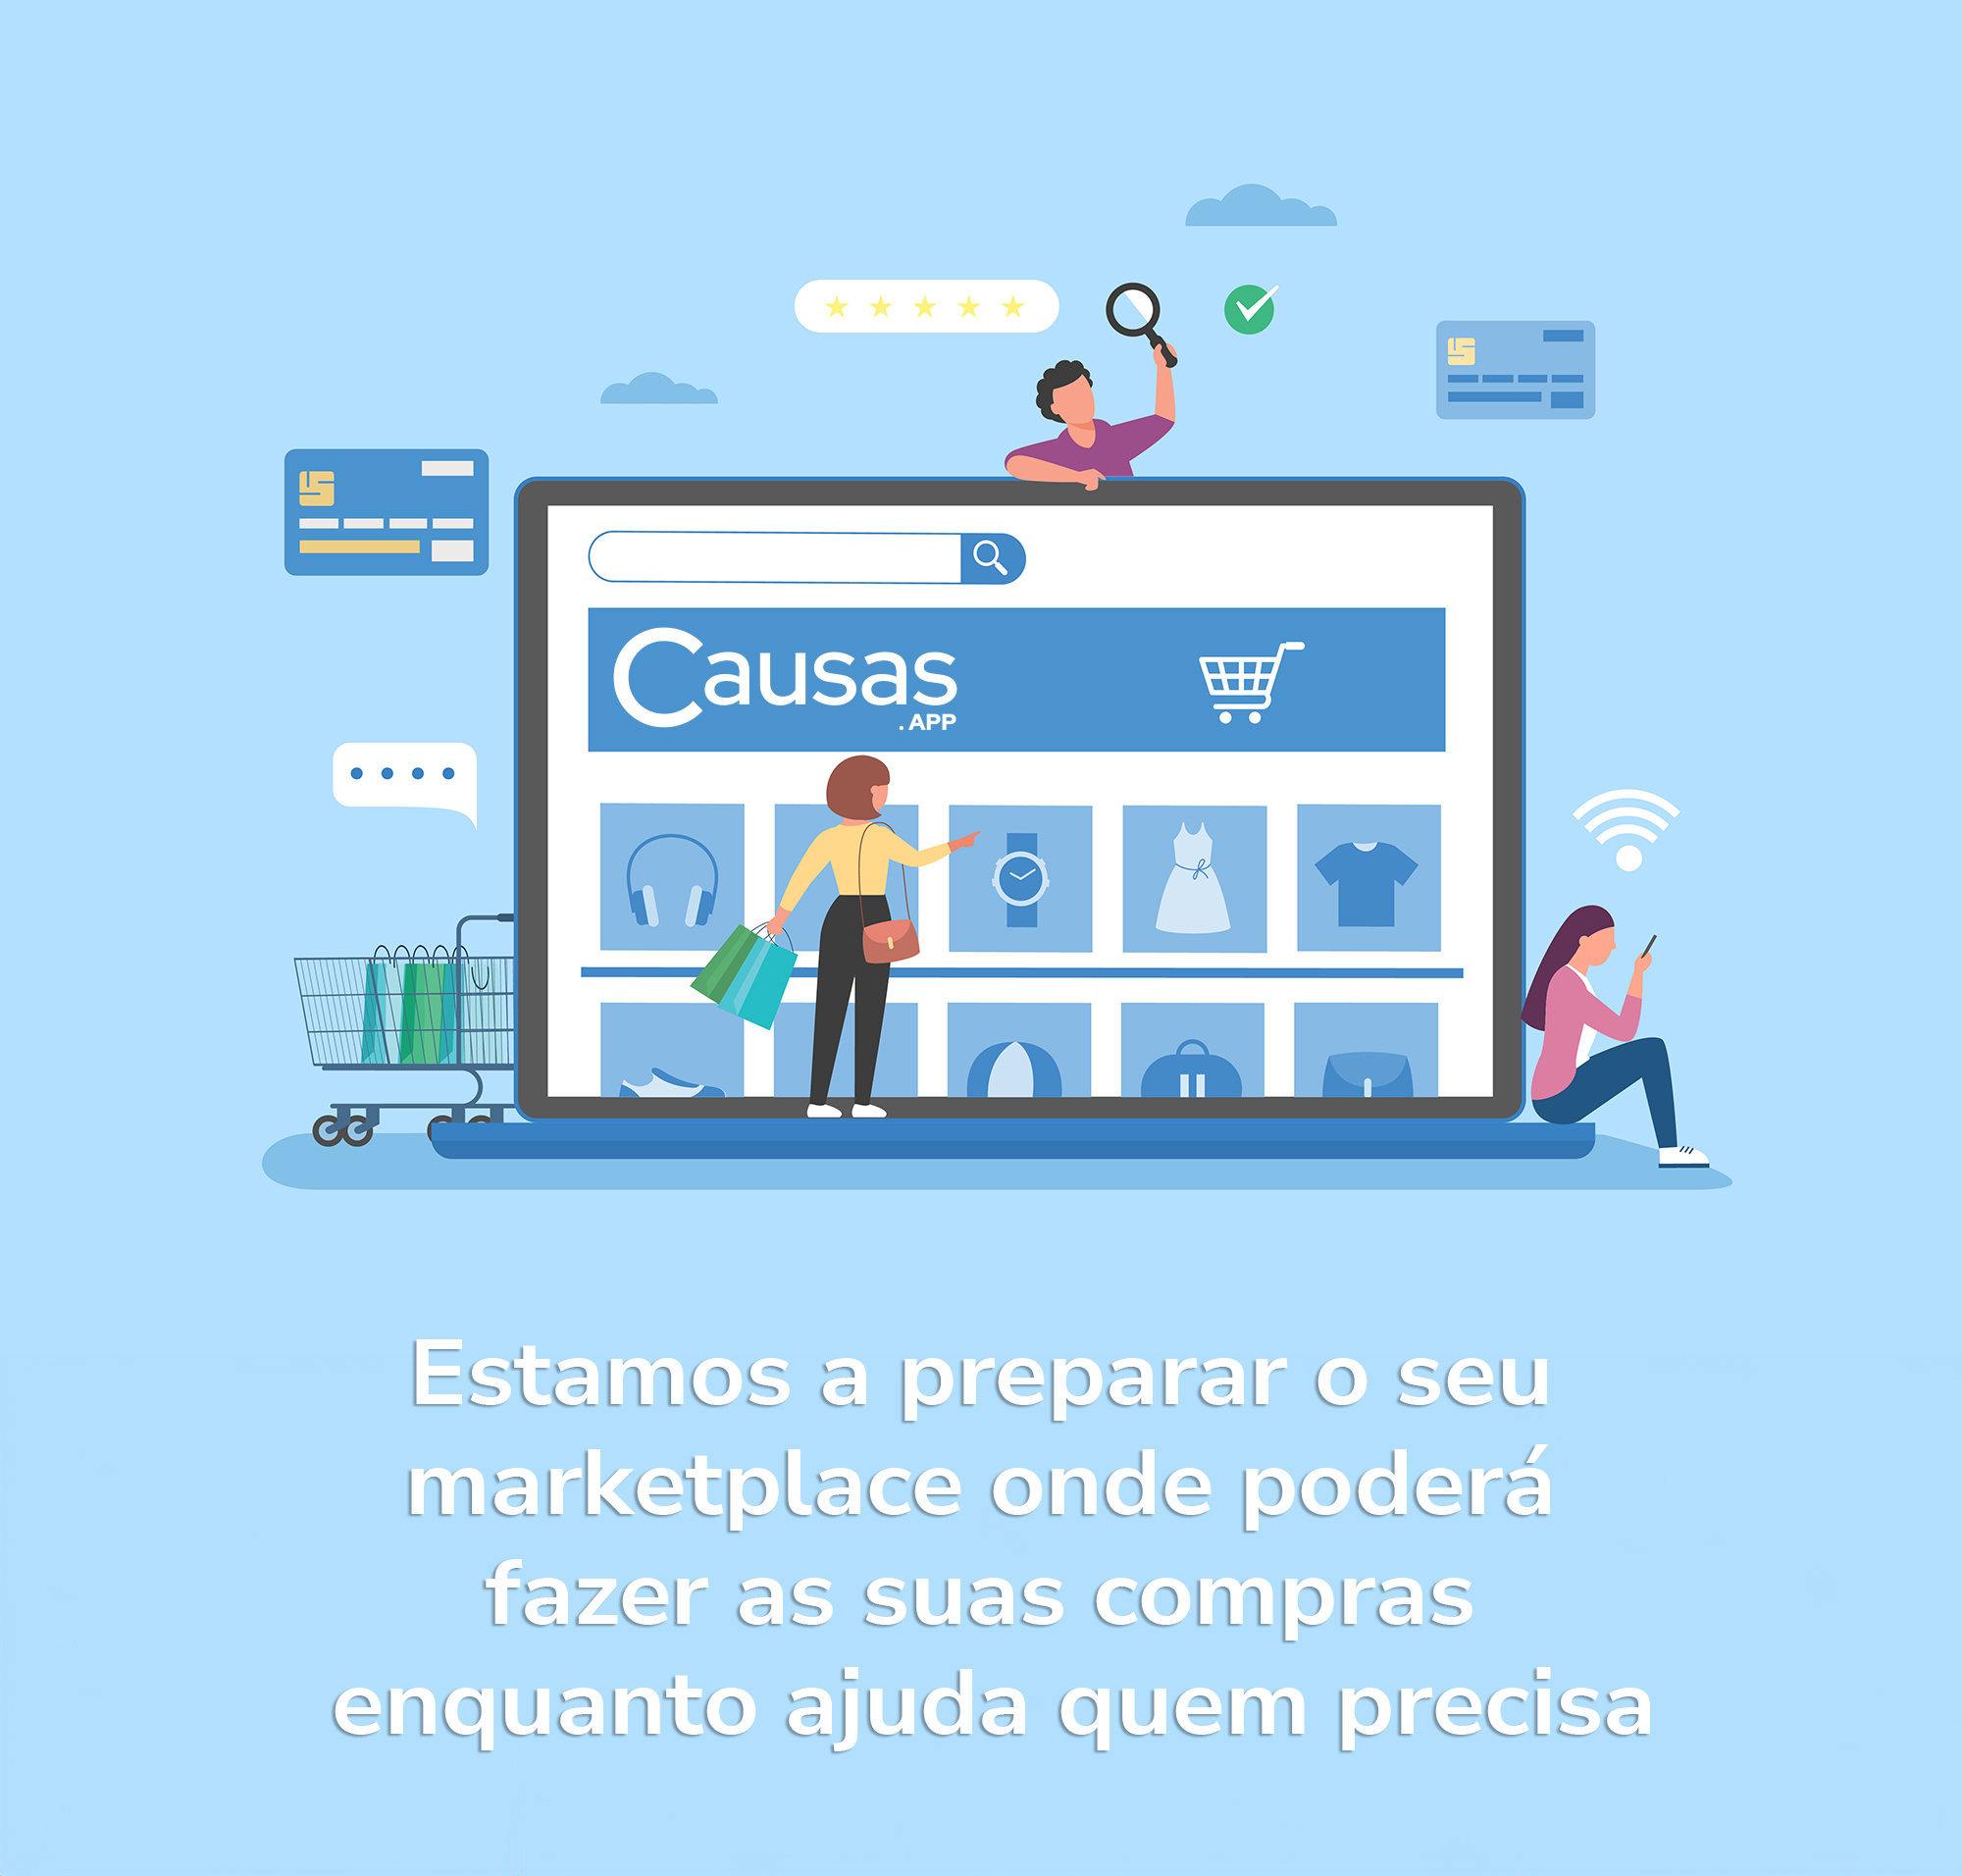 Causas
.APP
Estamos a preparar o seu
marketplace onde poderá
fazer as suas compras
enquanto ajuda quem precisa